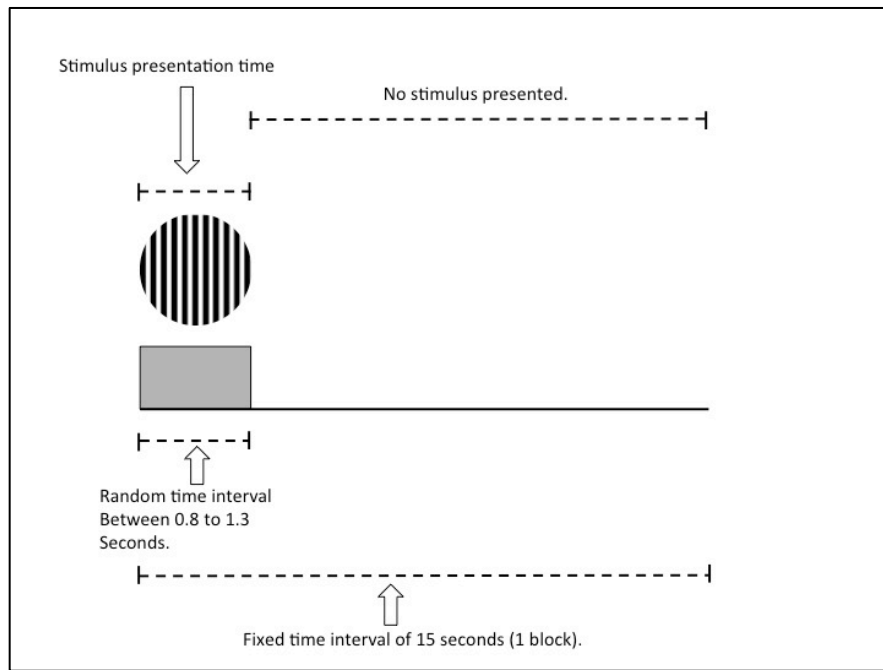 Stimulus presentation time
No stimulus presented.
Random time interval
Between 0.8 to 1.3
Seconds.
Fixed time interval of 15 seconds (1 block).